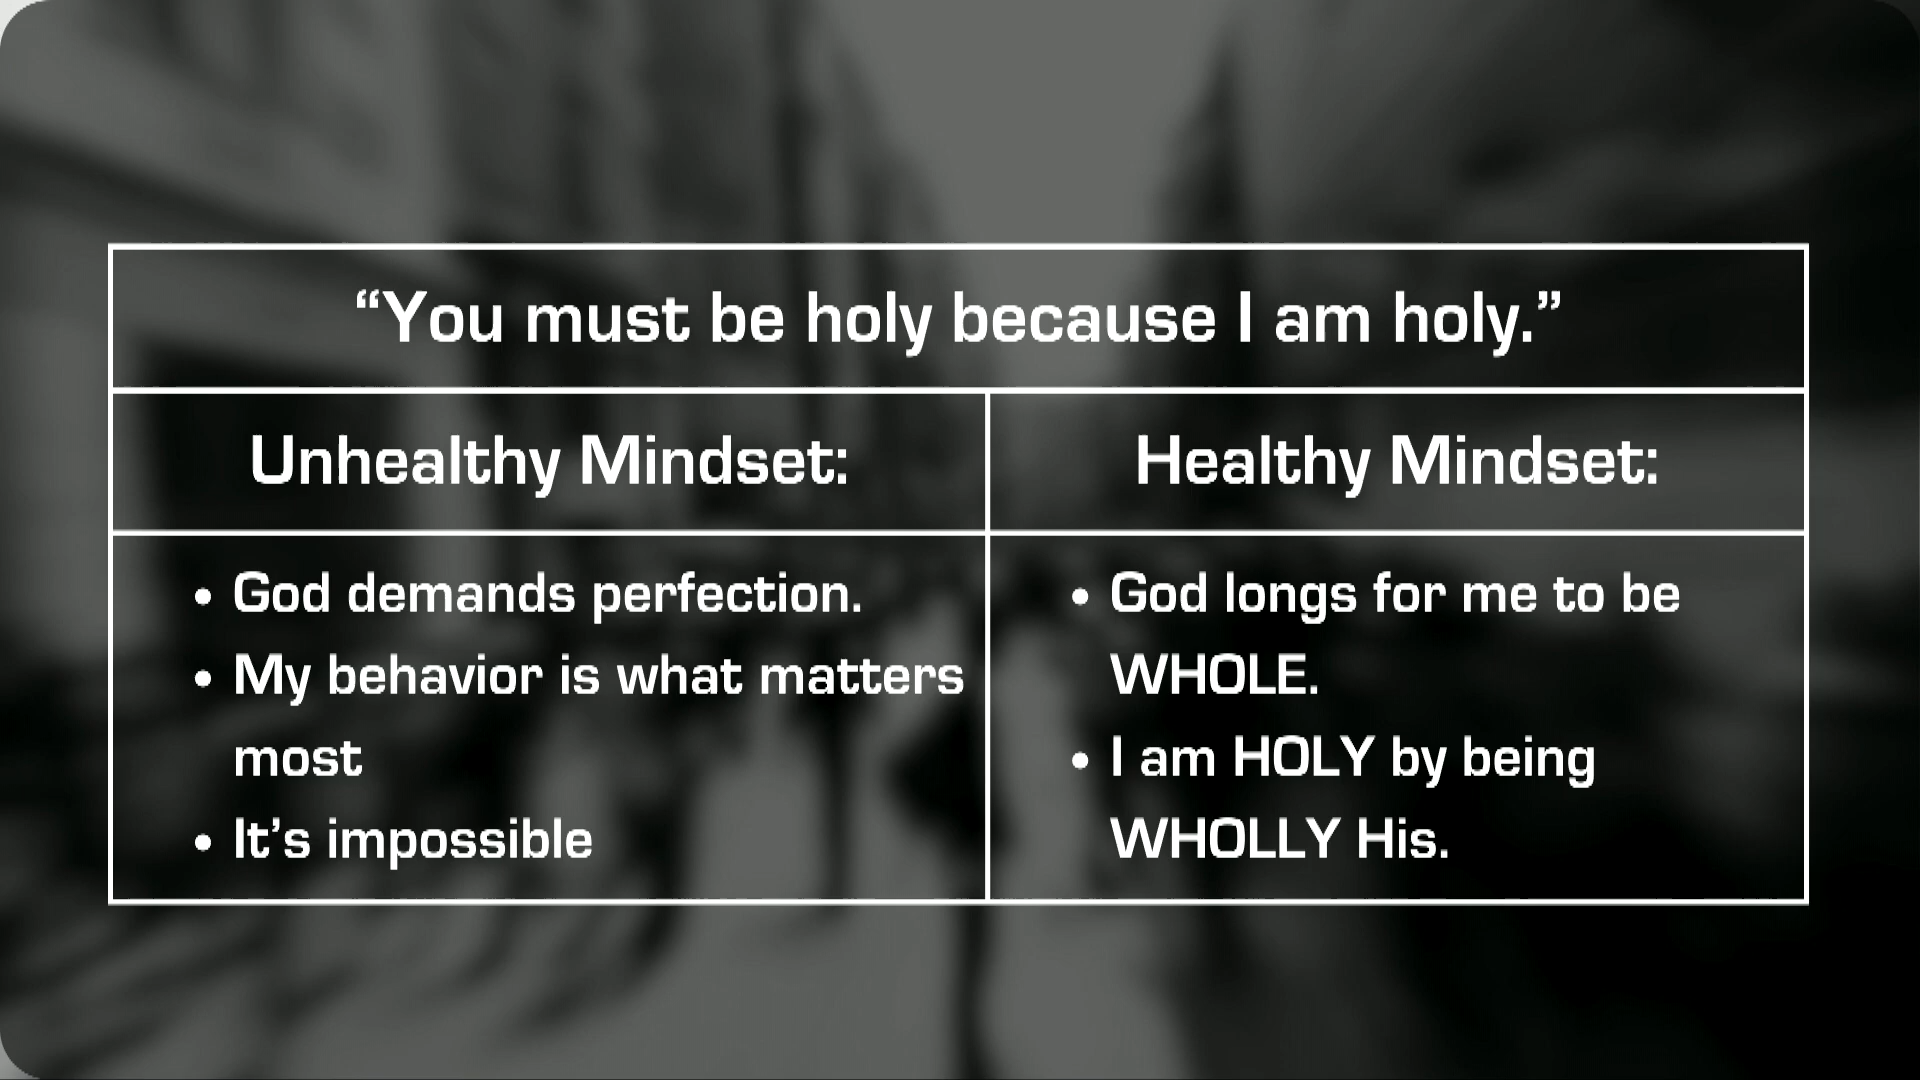 “You must be holy because I am holy.”
Unhealthy Mindset:
Healthy Mindset:
• God demands perfection.
• My behavior is what matters
most
• It’s impossible
• God longs for me to be
WHOLE.
• I am HOLY by being
WHOLLY His.